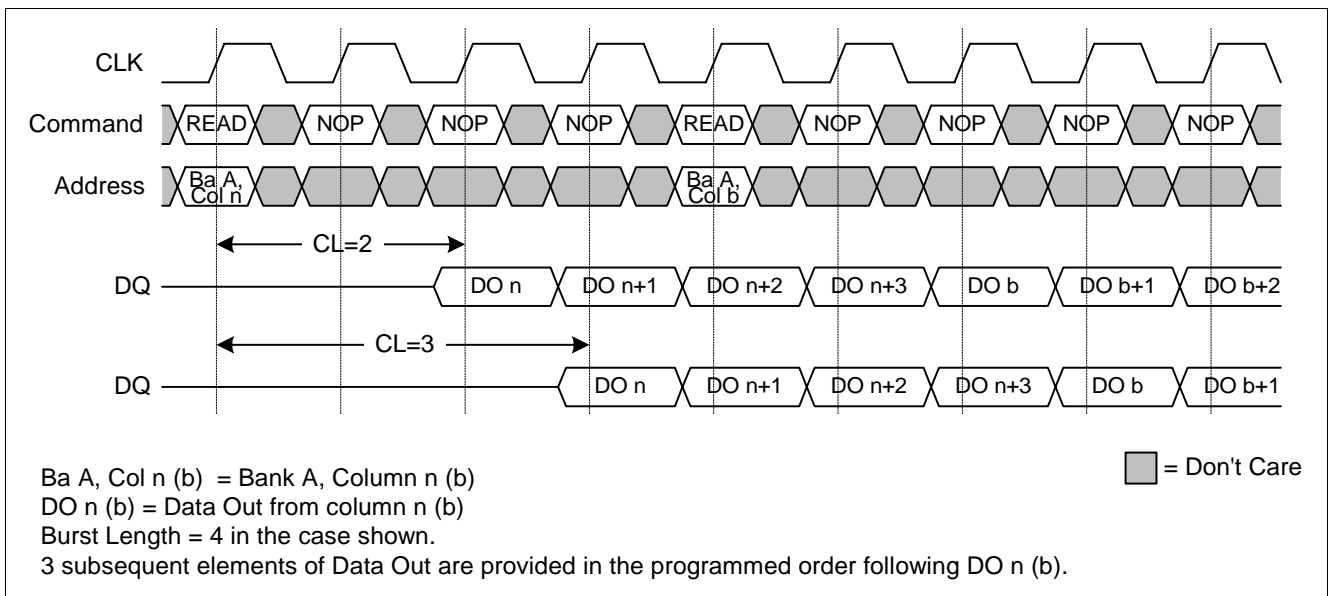 CLK
Command READ NOP NOP NOP READ NOP NOP NOP NOP
Address Ba A, Col n Ba A, Col b
CL=2
DQ DO n DO n+1 DO n+2 DO n+3 DO b DO b+1 DO b+2
CL=3
DQ DO n DO n+1 DO n+2 DO n+3 DO b DO b+1
Ba A, Col n (b) = Bank A, Column n (b)
= Don't Care
DO n (b) = Data Out from column n (b)
Burst Length = 4 in the case shown.
3 subsequent elements of Data Out are provided in the programmed order following DO n (b).